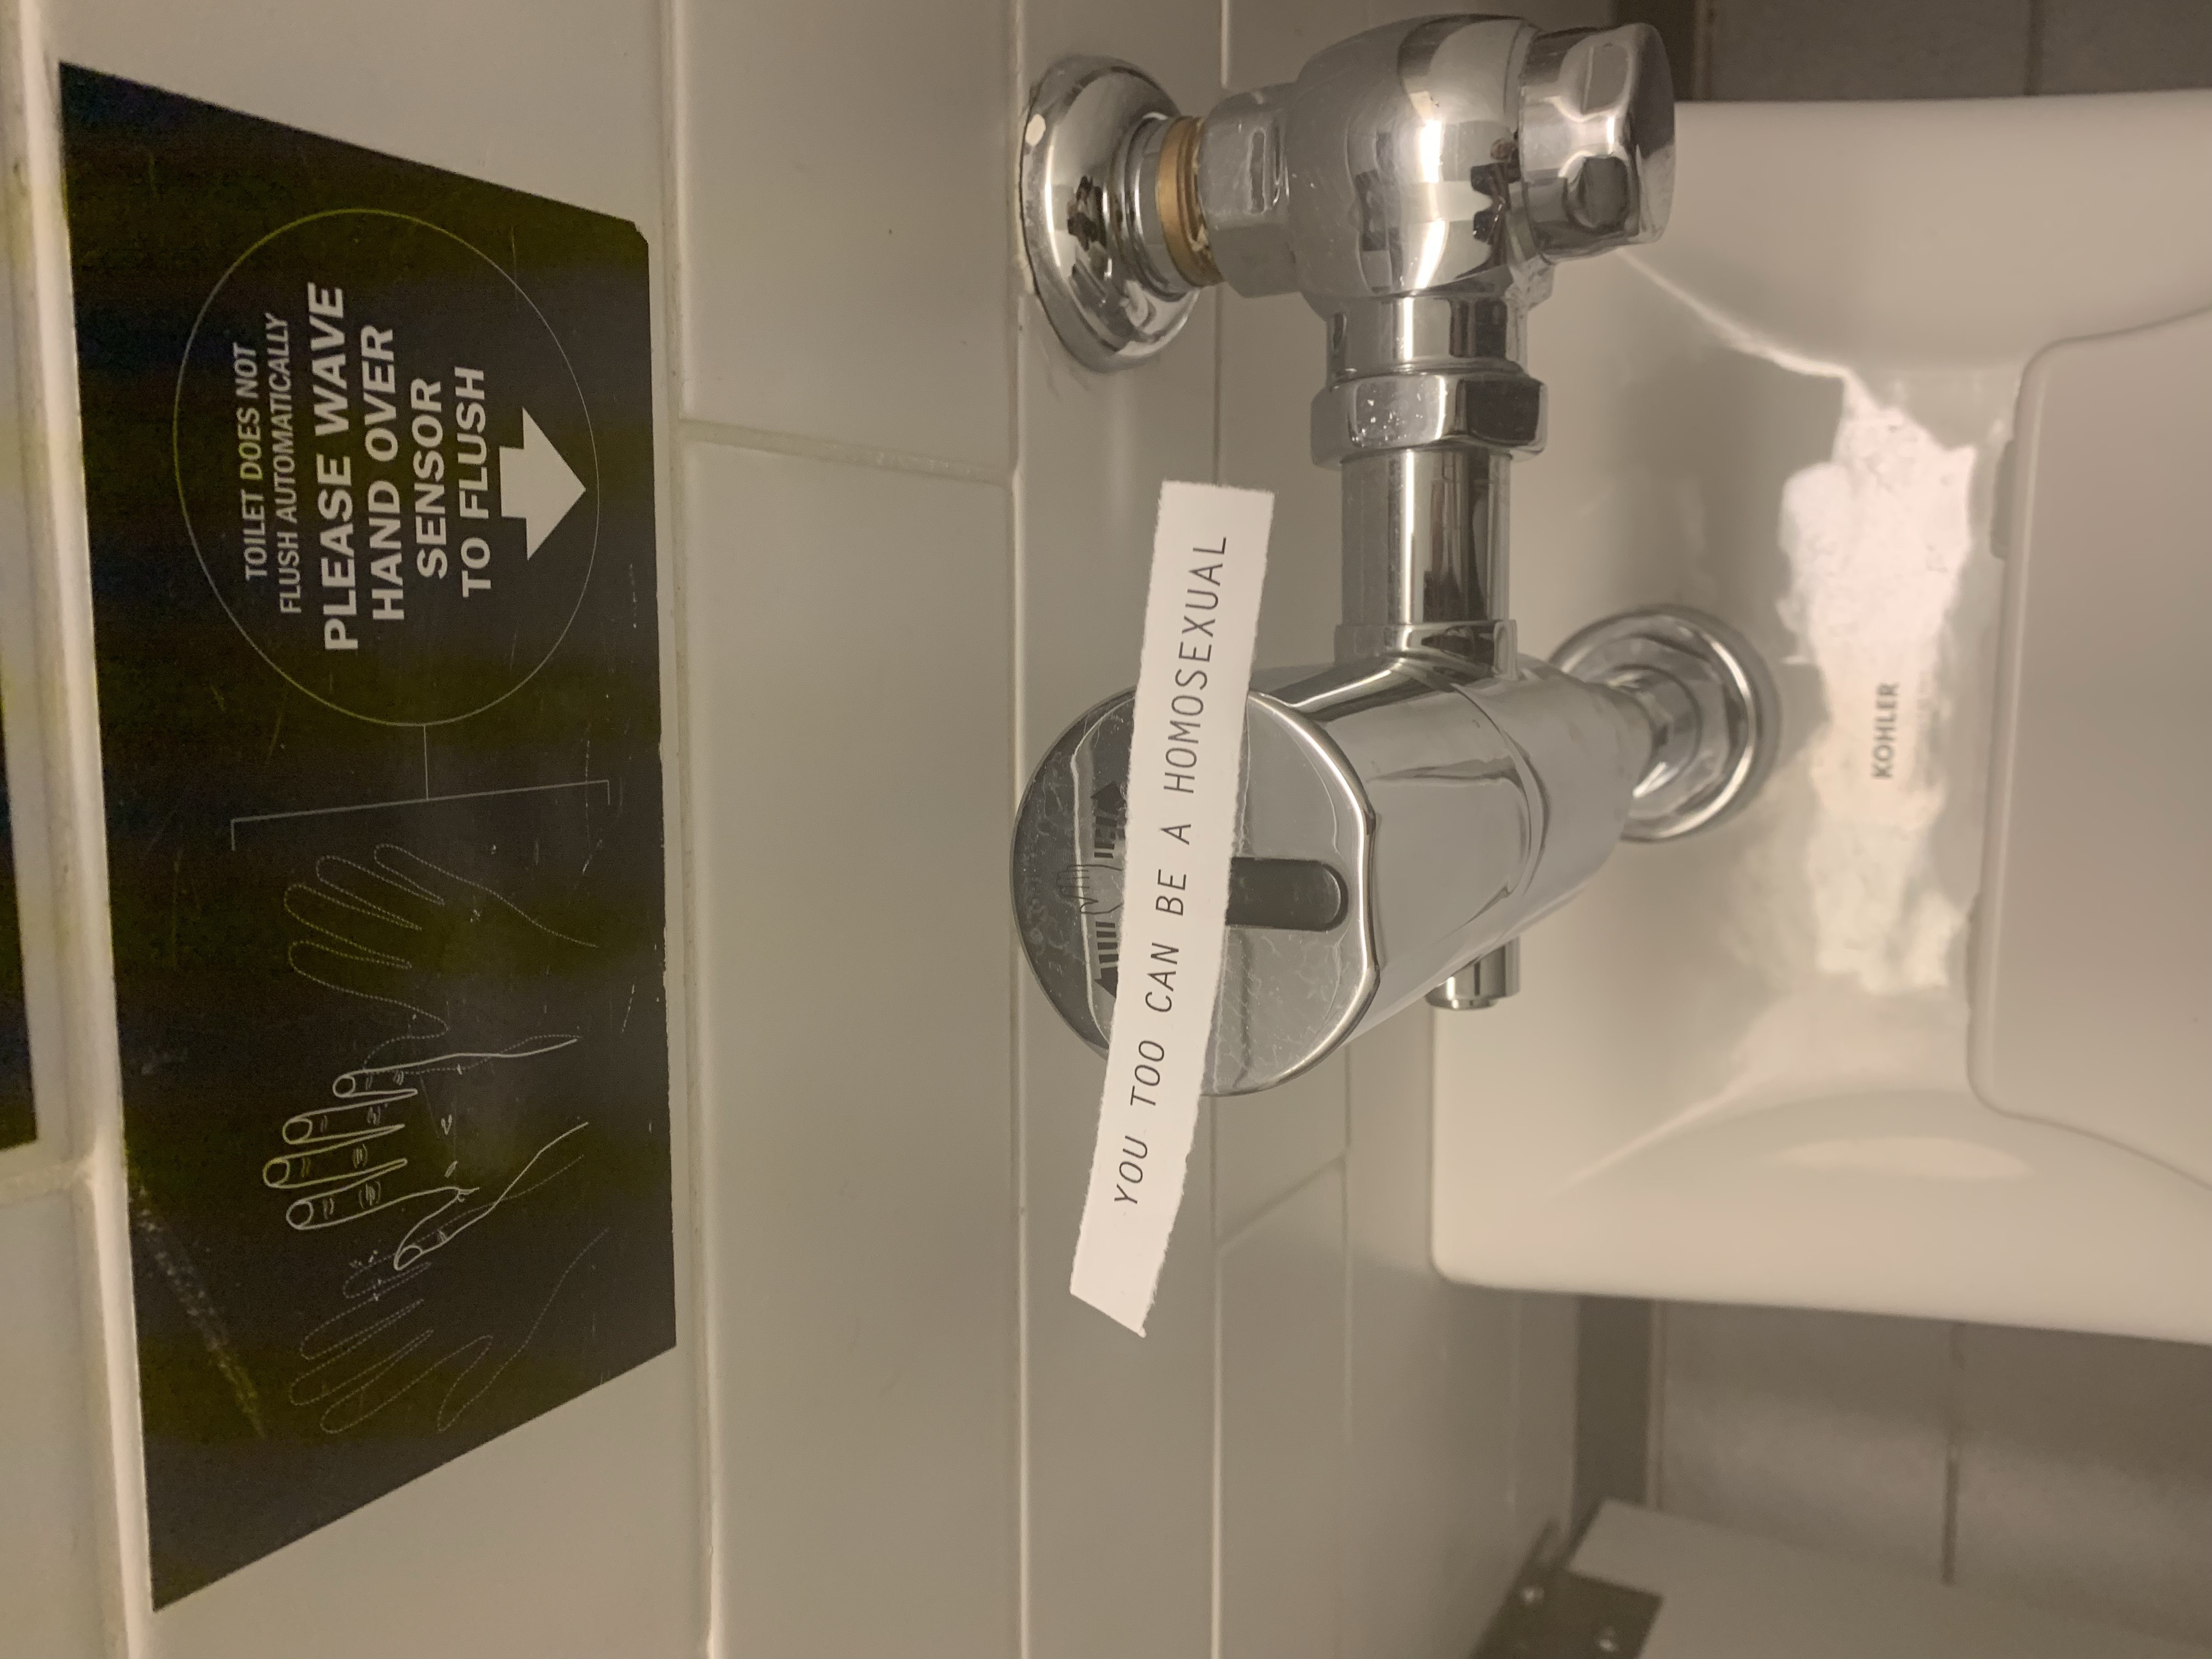 TOILET DOES NOT
FLUSH AUTOMATICALLY
PLEASE WAVE
HAND OVER
SENSOR
TO FLUSH
YOU TOO CAN BE A HOMOSEXUAL
KOHLER